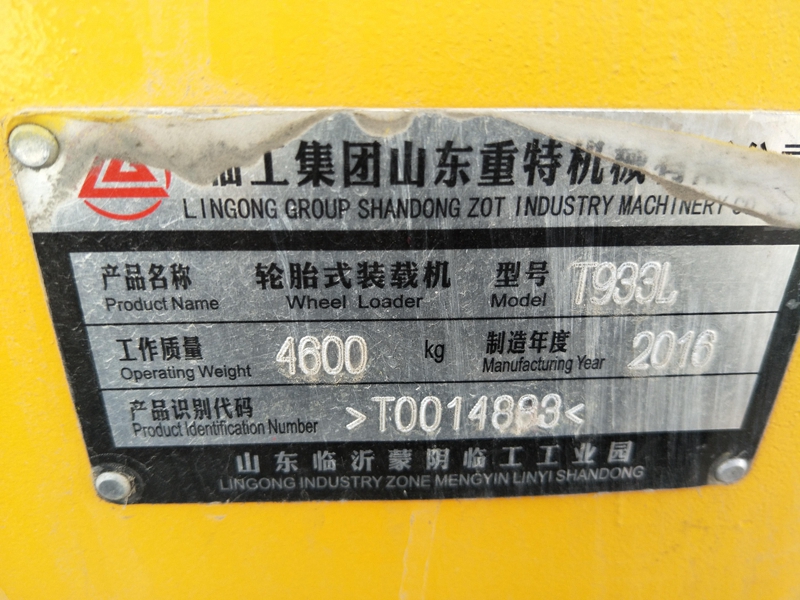 临工集团山东重特机械有限公司
LINGONG GROUP SHANDONG ZOT INDUSTRY MACHINERY CO
产品名称 轮胎式装载机 型号 T933L
Product Name Wheel Loader Model
工作质量 4600 kg 制造年度 2016
Operating Weight Manufacturing Year
产品识别代码 >T0014883<
Product Identification Number
山东临沂蒙阴临工工业园
LINGONG INDUSTRY ZONE MENGYIN LINYI SHANDONG